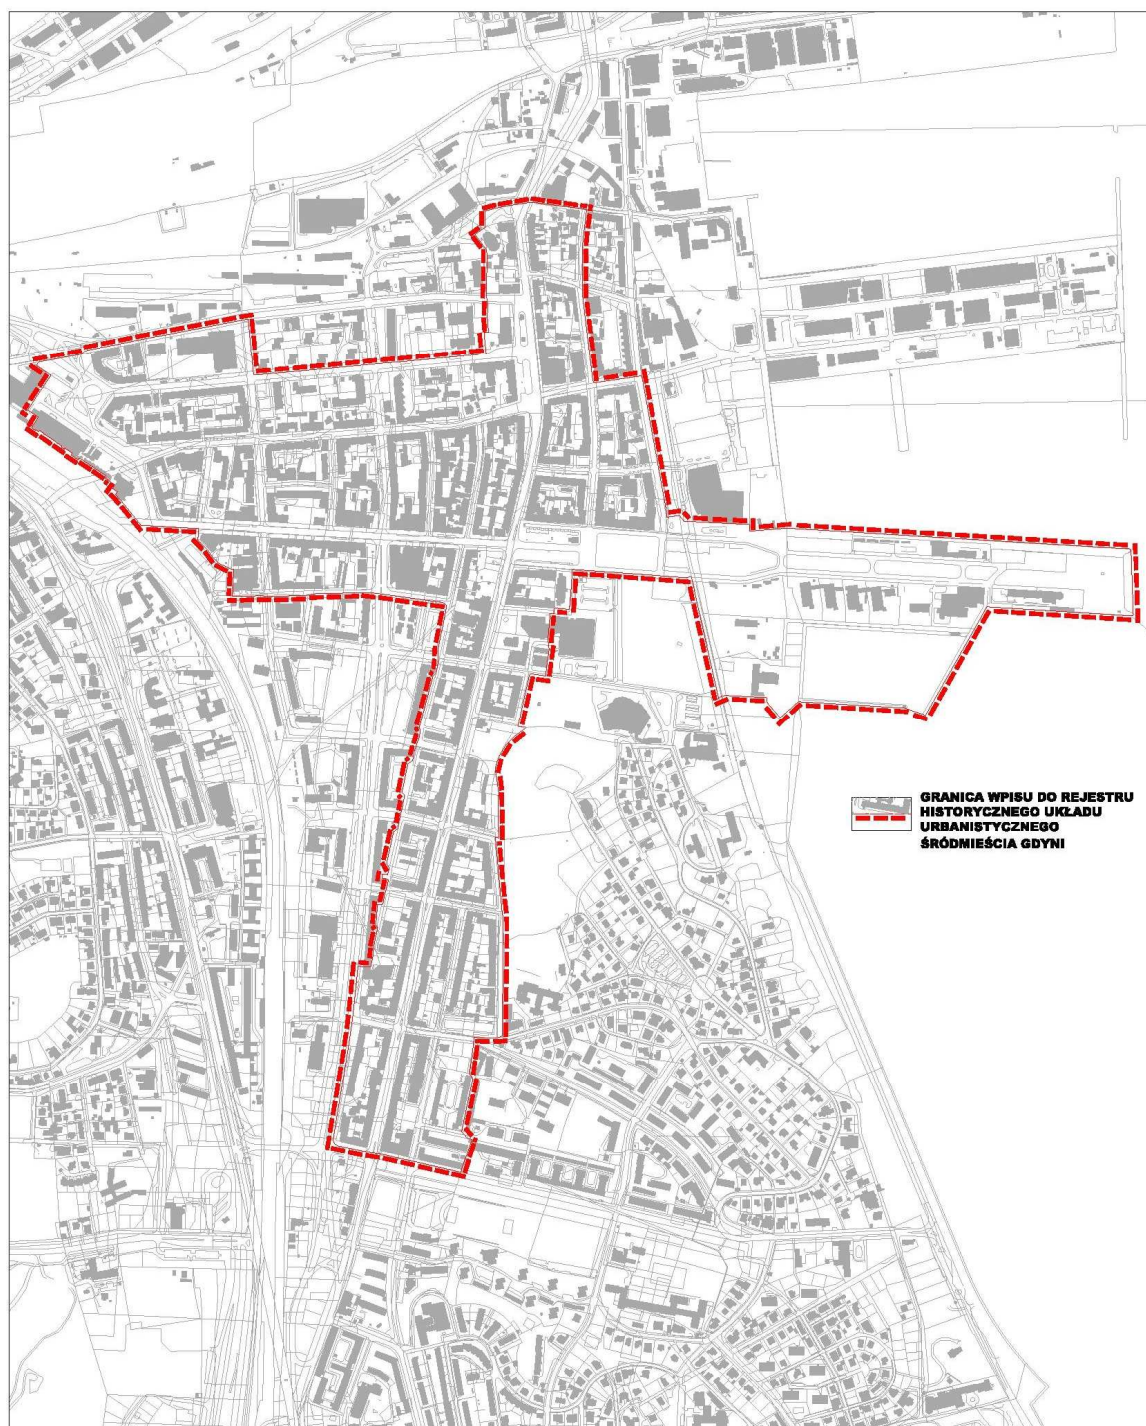 GRANICA WPISU DO REJESTRU
HISTORYCZNEGO UKŁADU
URBANISTYCZNEGO
ŚRÓDMIEŚCIA GDYNI